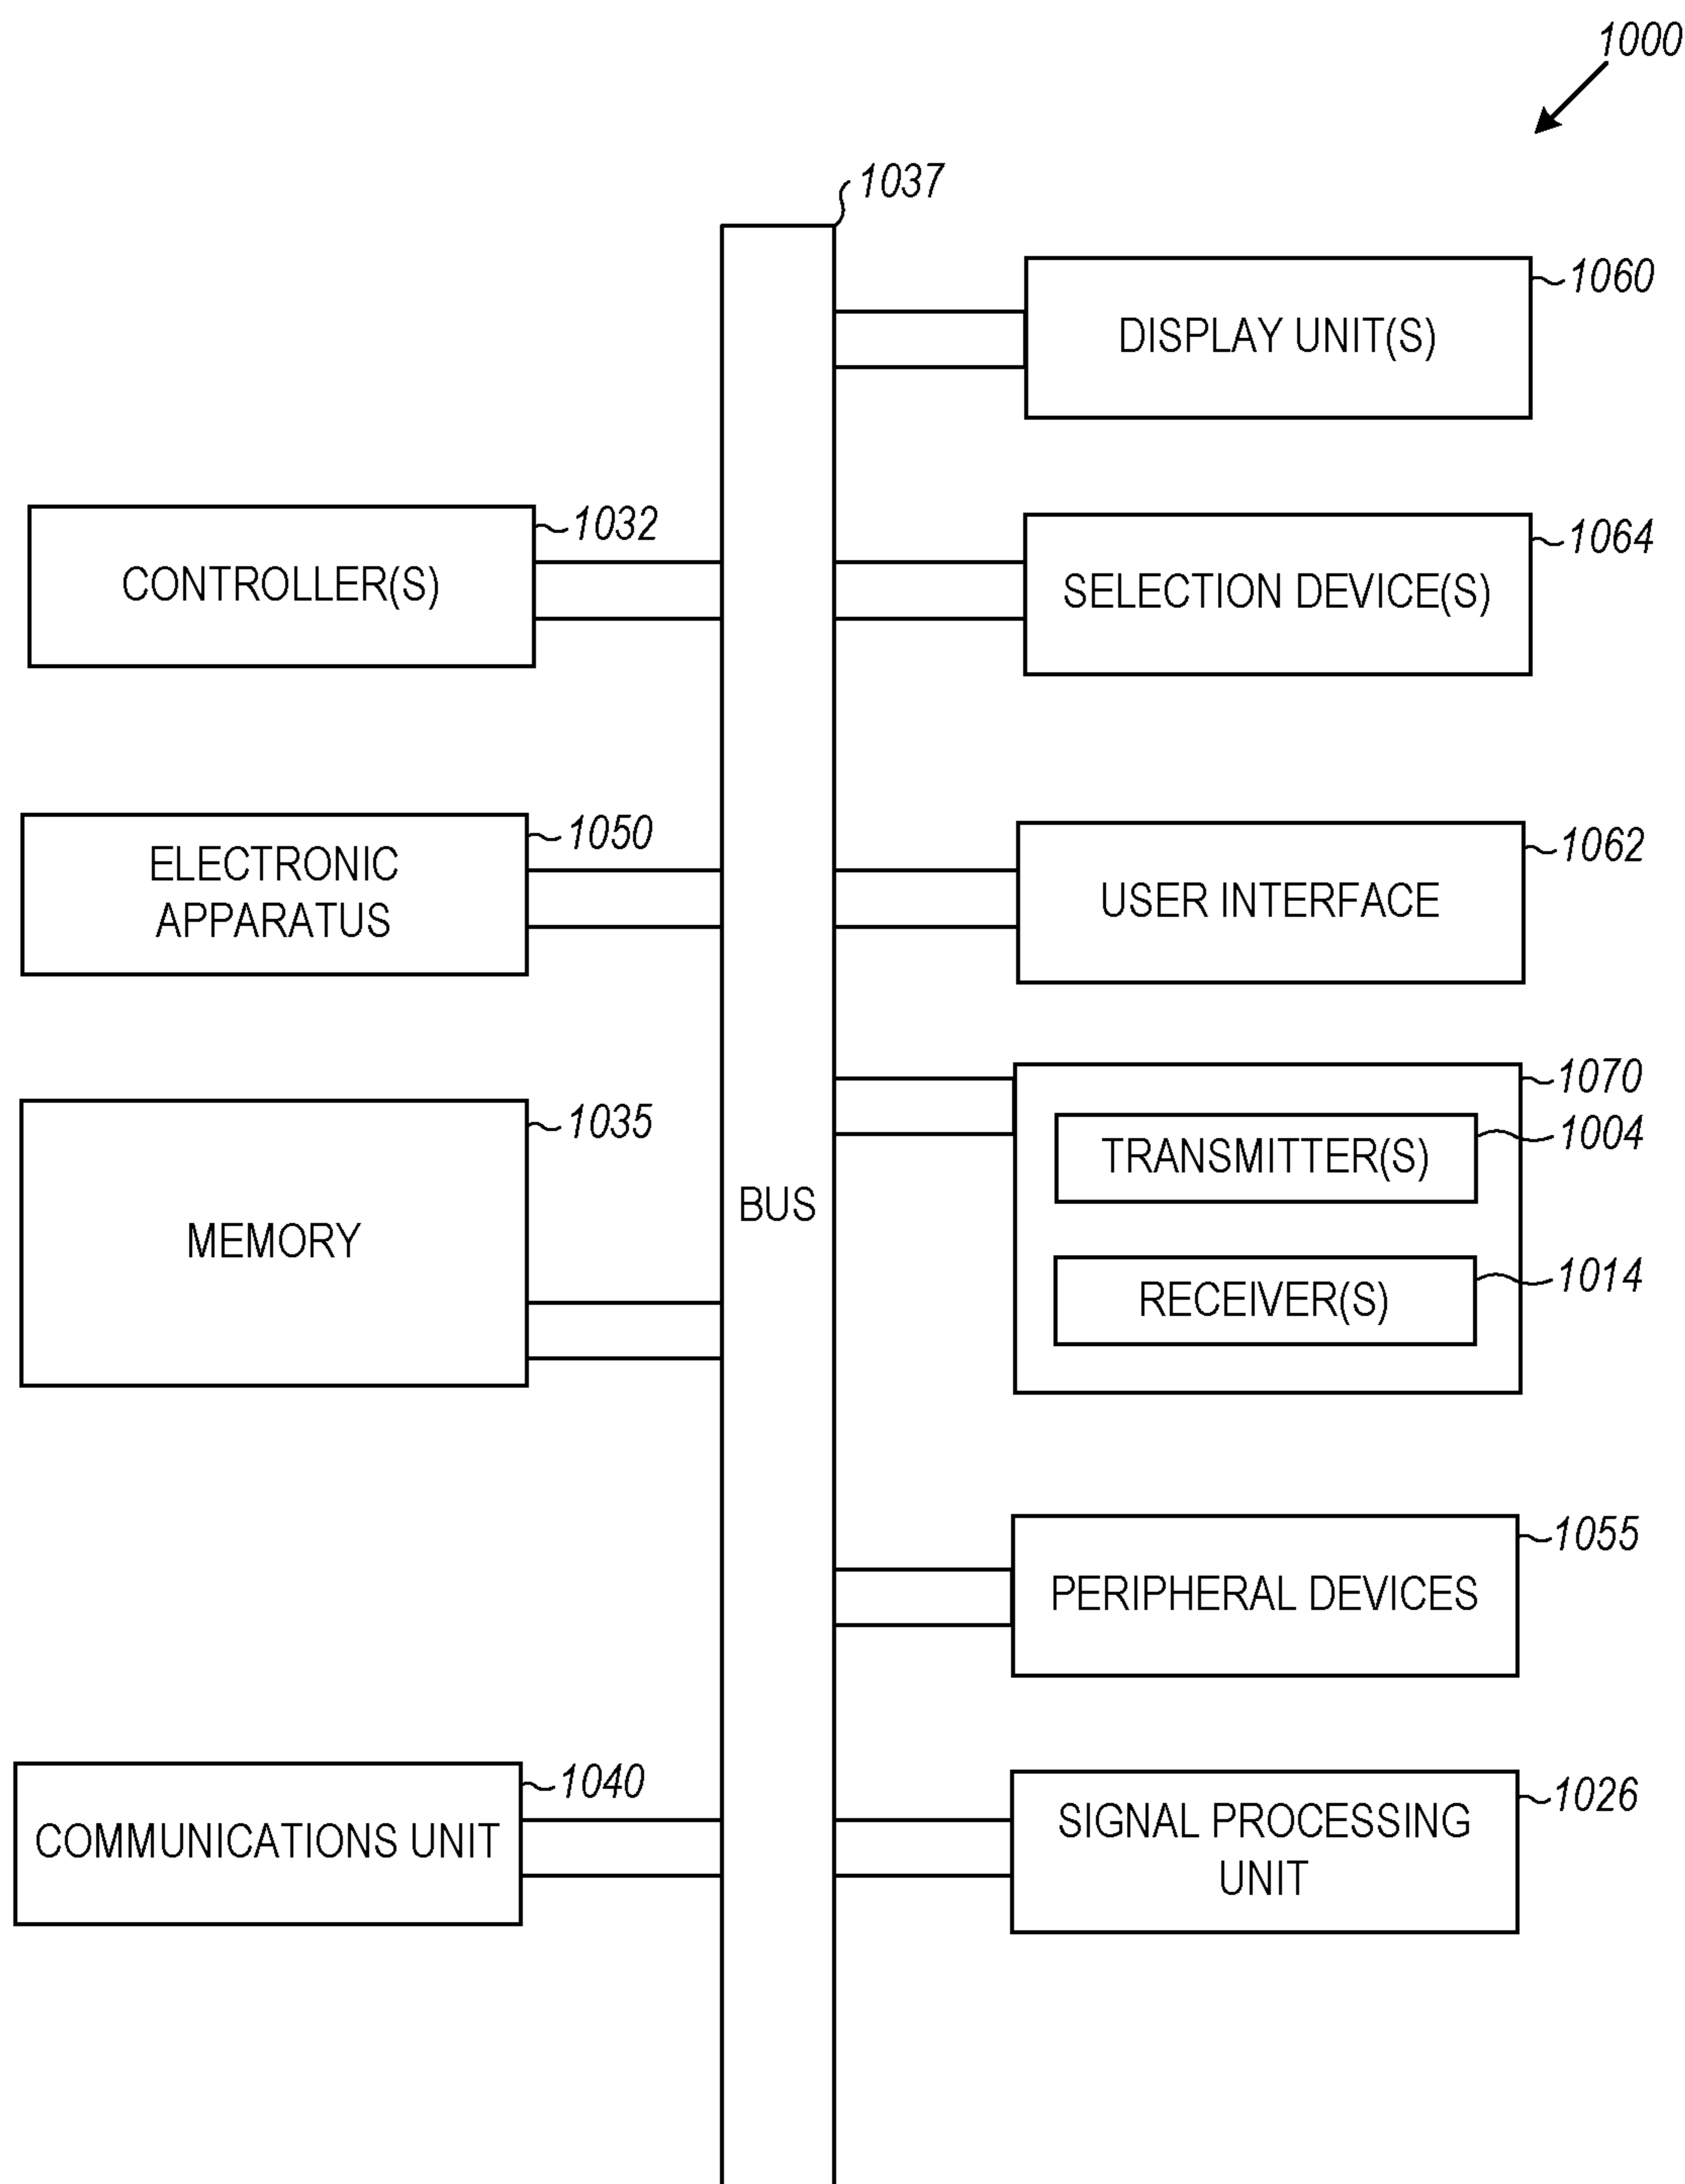 1000
1037
1060
DISPLAY UNIT(S)
1032
CONTROLLER(S)
1064
SELECTION DEVICE(S)
1050
ELECTRONIC
APPARATUS
1062
USER INTERFACE
1035
MEMORY
BUS
1070
1004
TRANSMITTER(S)
1014
RECEIVER(S)
1055
PERIPHERAL DEVICES
1040
COMMUNICATIONS UNIT
1026
SIGNAL PROCESSING
UNIT